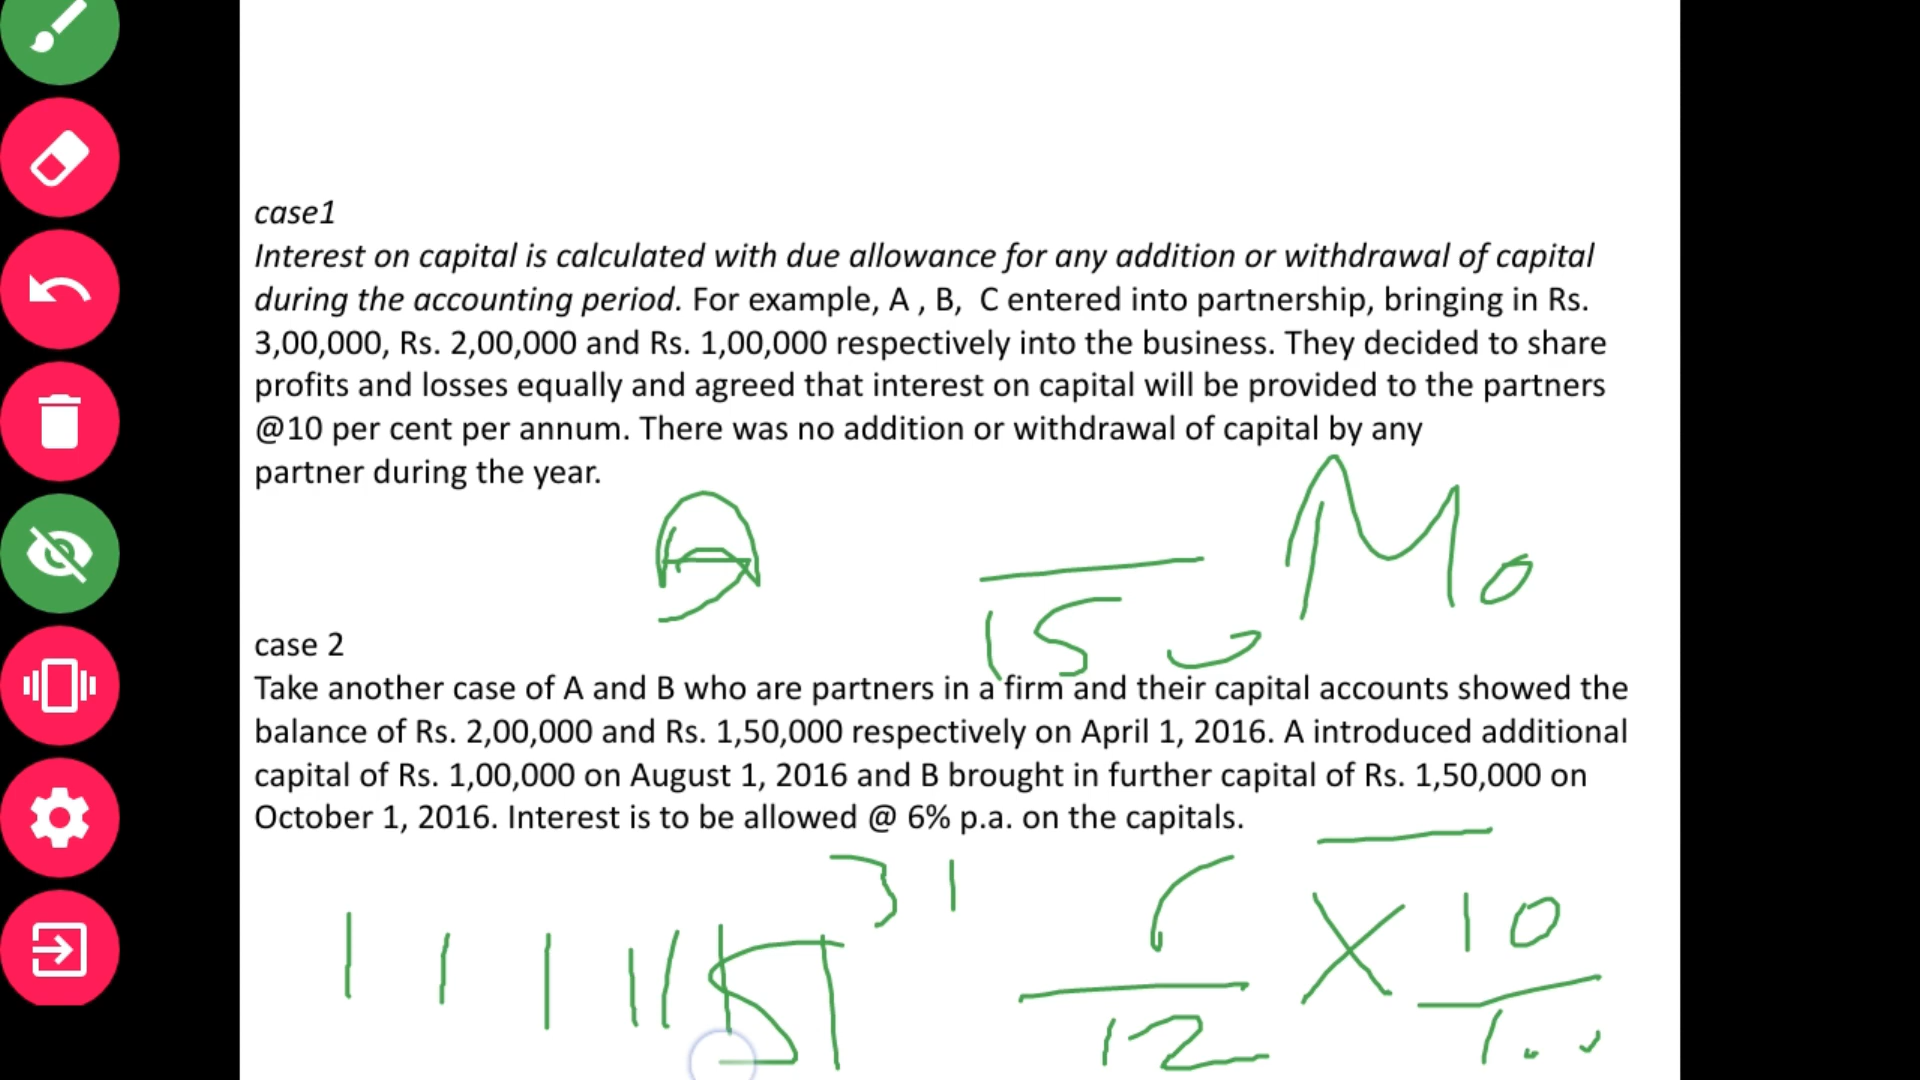 case1
Interest on capital is calculated with due allowance for any addition or withdrawal of capital
during the accounting period. For example, A , B,  C entered into partnership, bringing in Rs.
3,00,000, Rs. 2,00,000 and Rs. 1,00,000 respectively into the business. They decided to share
profits and losses equally and agreed that interest on capital will be provided to the partners
@10 per cent per annum. There was no addition or withdrawal of capital by any
partner during the year.
Mo
15
case 2
Take another case of A and B who are partners in a firm and their capital accounts showed the
balance of Rs. 2,00,000 and Rs. 1,50,000 respectively on April 1, 2016. A introduced additional
capital of Rs. 1,00,000 on August 1, 2016 and B brought in further capital of Rs. 1,50,000 on
October 1, 2016. Interest is to be allowed @ 6% p.a. on the capitals.
31
X 10
12